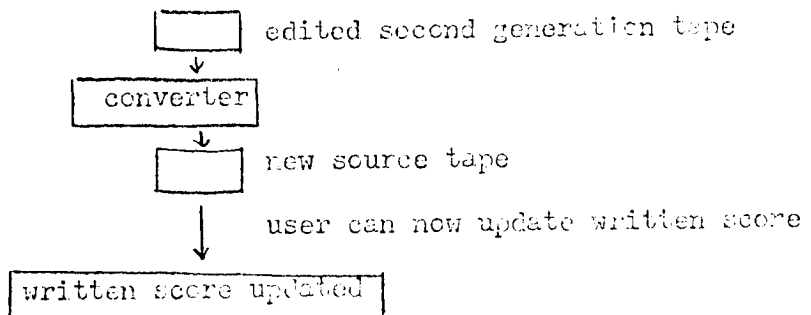 edited second generation tape
converter
new source tape
user can now update written score
written score updated